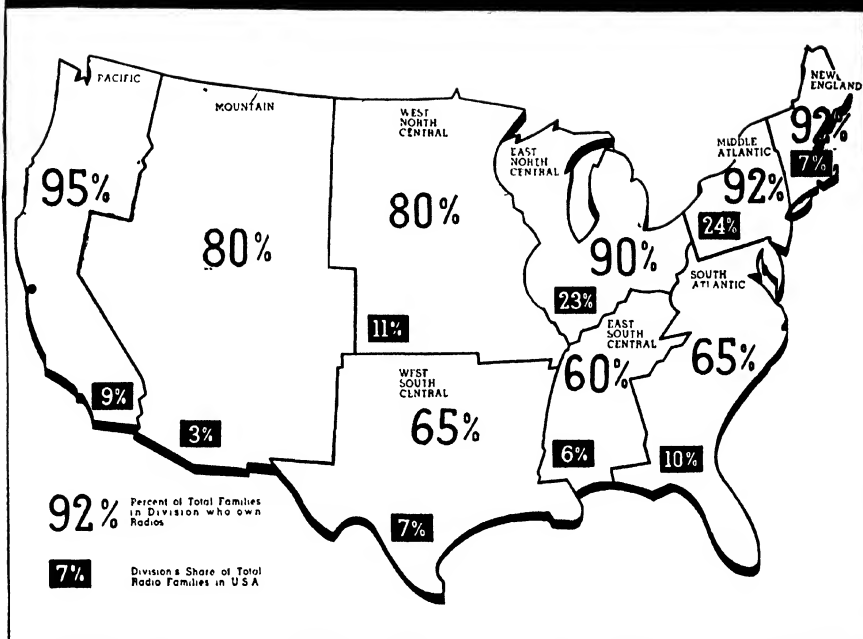 PACIFIC
95%
9%
MOUNTAIN
80%
3%
WEST
NORTH
CENTRAL
80%
11%
WEST
SOUTH
CENTRAL
65%
7%
EAST
NORTH
CENTRAL
90%
23%
EAST
SOUTH
CENTRAL
60%
6%
SOUTH
ATLANTIC
65%
10%
MIDDLE
ATLANTIC
92%
24%
NEW
ENGLAND
92%
7%
92% Percent of Total Families
in Division who own
Radios
7% Division's Share of Total
Radio Families in USA